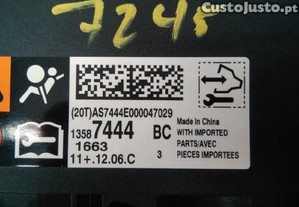 CustoJusto.pt
7245
(20T)AS7444E000047029
1358 7444 BC
1663
11+.12.06.C 3
Made in China
WITH IMPORTED
PARTS/AVEC
PIECES IMPORTEES